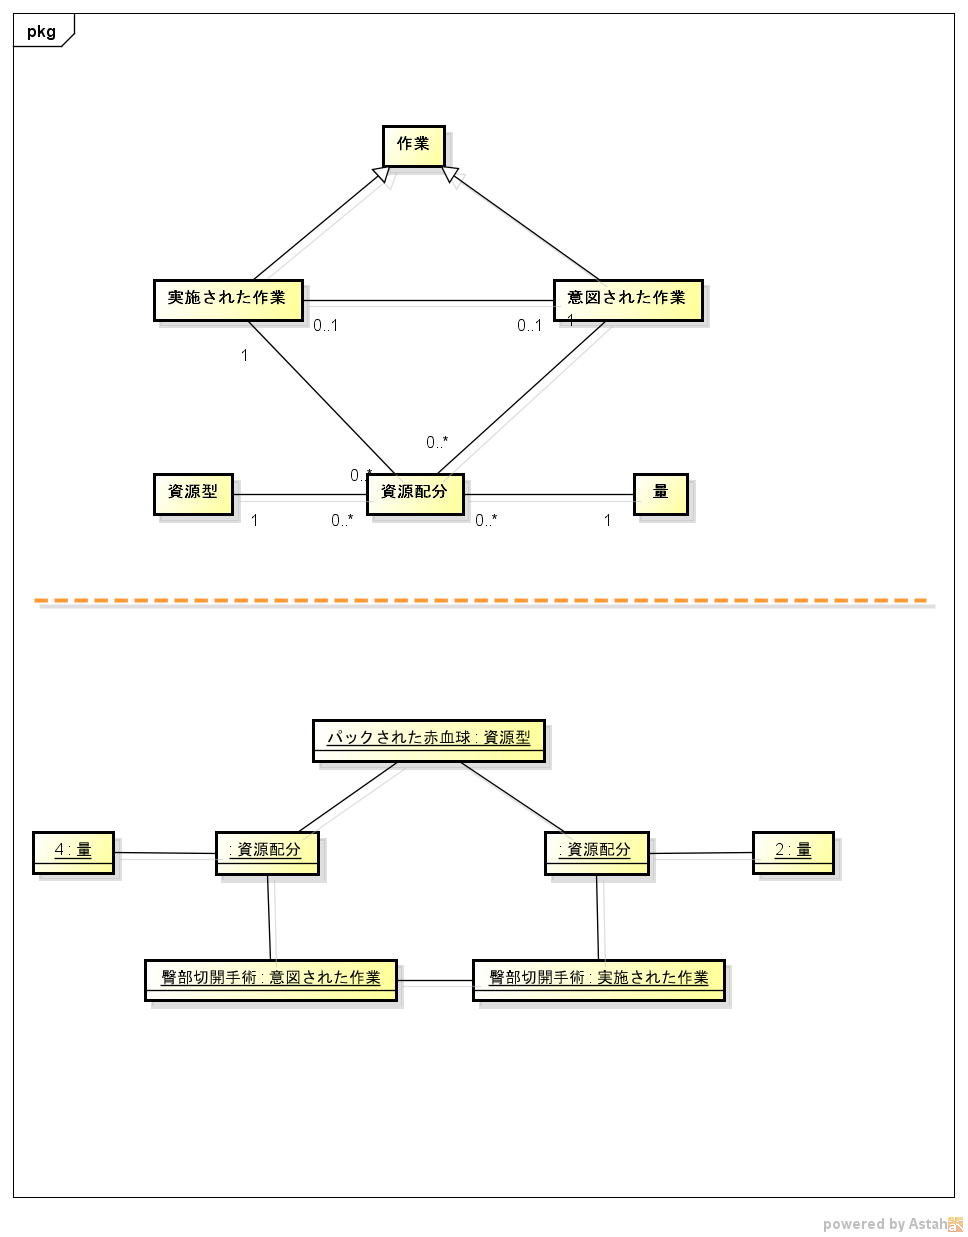 pkg
作業
実施された作業
意図された作業
0..1
0..1
1
1
0..*
0..*
資源型
資源配分
量
1
0..*
0..*
1
パックされた赤血球 : 資源型
4 : 量
: 資源配分
: 資源配分
2 : 量
臀部切開手術 : 意図された作業
臀部切開手術 : 実施された作業
powered by Astah